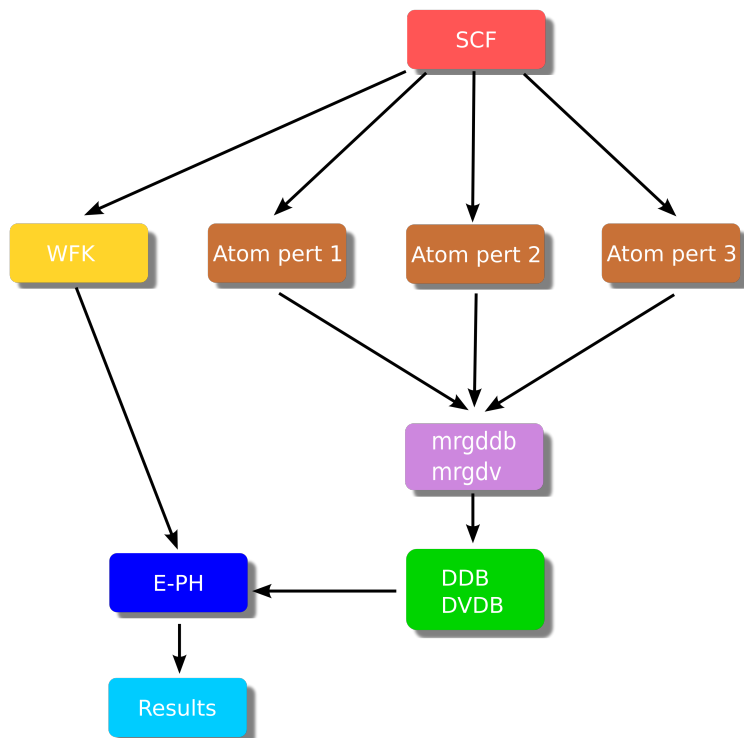 SCF
WFK
Atom pert 1
Atom pert 2
Atom pert 3
mrgddb
mrgdv
E-PH
DDB
DVDB
Results